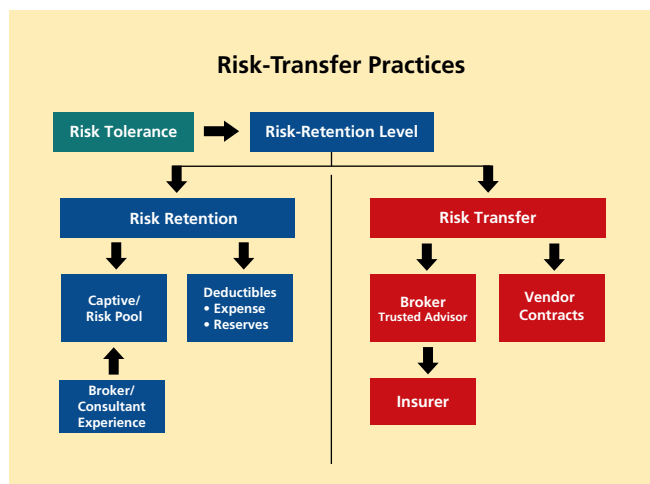 Risk-Transfer Practices
Risk Tolerance
Risk-Retention Level
Risk Retention
Risk Transfer
Captive/
Risk Pool
Deductibles
• Expense
• Reserves
Broker
Trusted Advisor
Vendor
Contracts
Broker/
Consultant
Experience
Insurer